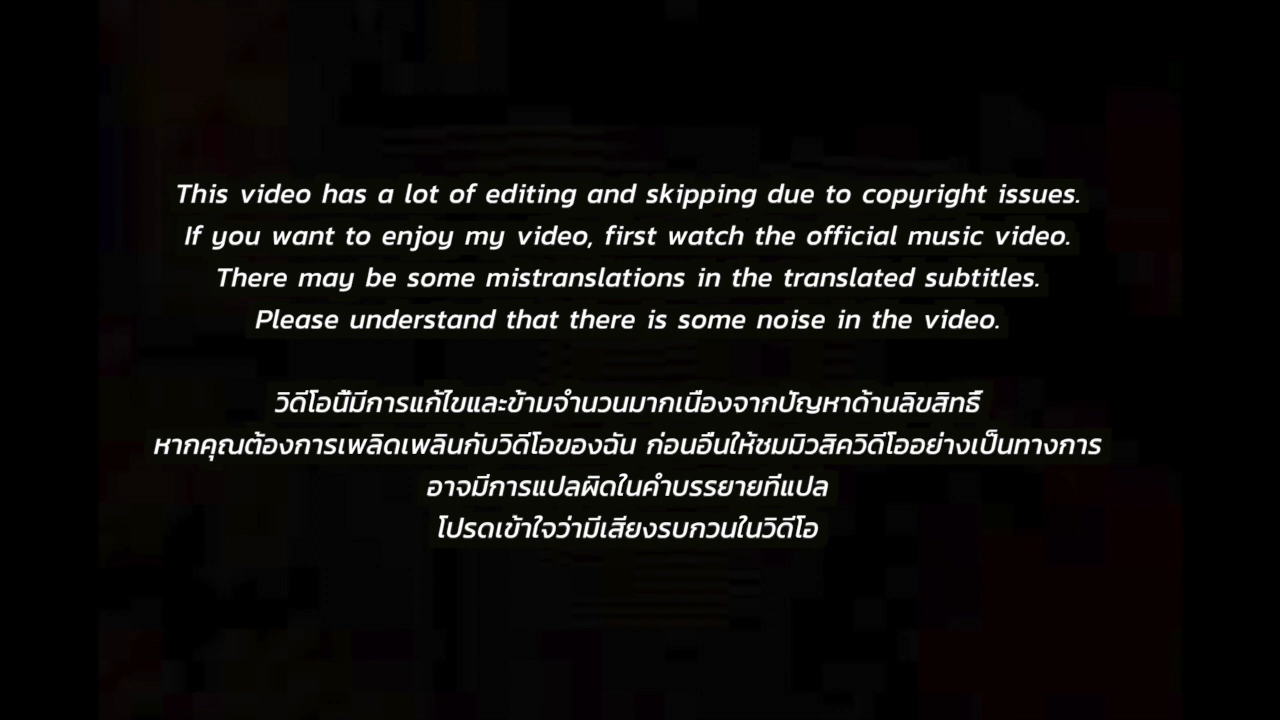 This video has a lot of editing and skipping due to copyright issues.
If you want to enjoy my video, first watch the official music video.
There may be some mistranslations in the translated subtitles.
Please understand that there is some noise in the video.
วิดีโอนี้มีการแก้ไขและข้ามจำนวนมากเนื่องจากปัญหาด้านลิขสิทธิ์
หากคุณต้องการเพลิดเพลินกับวิดีโอของฉัน ก่อนอื่นให้ชมมิวสิควิดีโออย่างเป็นทางการ
อาจมีการแปลผิดในคำบรรยายที่แปล
โปรดเข้าใจว่ามีเสียงรบกวนในวิดีโอ